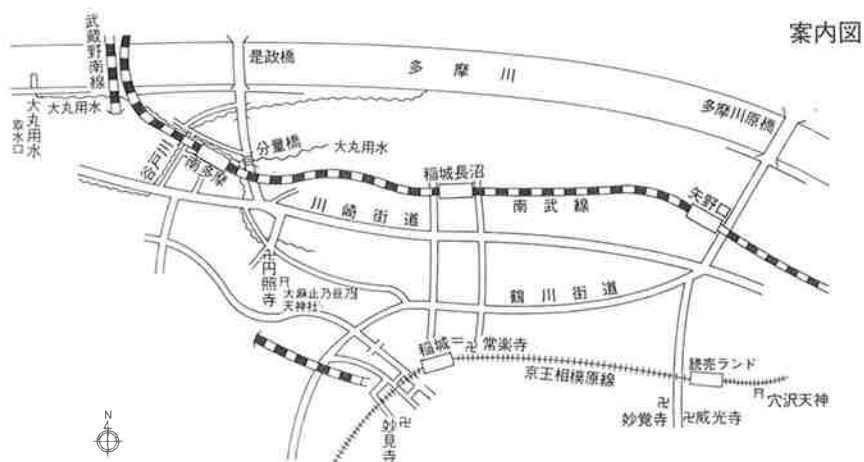 案内図
武蔵野南線
是政橋
多摩川
多摩川原橋
大丸用水
取水口
大丸用水
分量橋
大丸用水
谷戸川
南多摩
稲城長沼
矢野口
川崎街道
南武線
円照寺
大麻止乃豆乃
天神社
鶴川街道
稲城
常楽寺
京王相模原線
読売ランド
穴沢天神
妙見寺
妙覚寺
威光寺
N